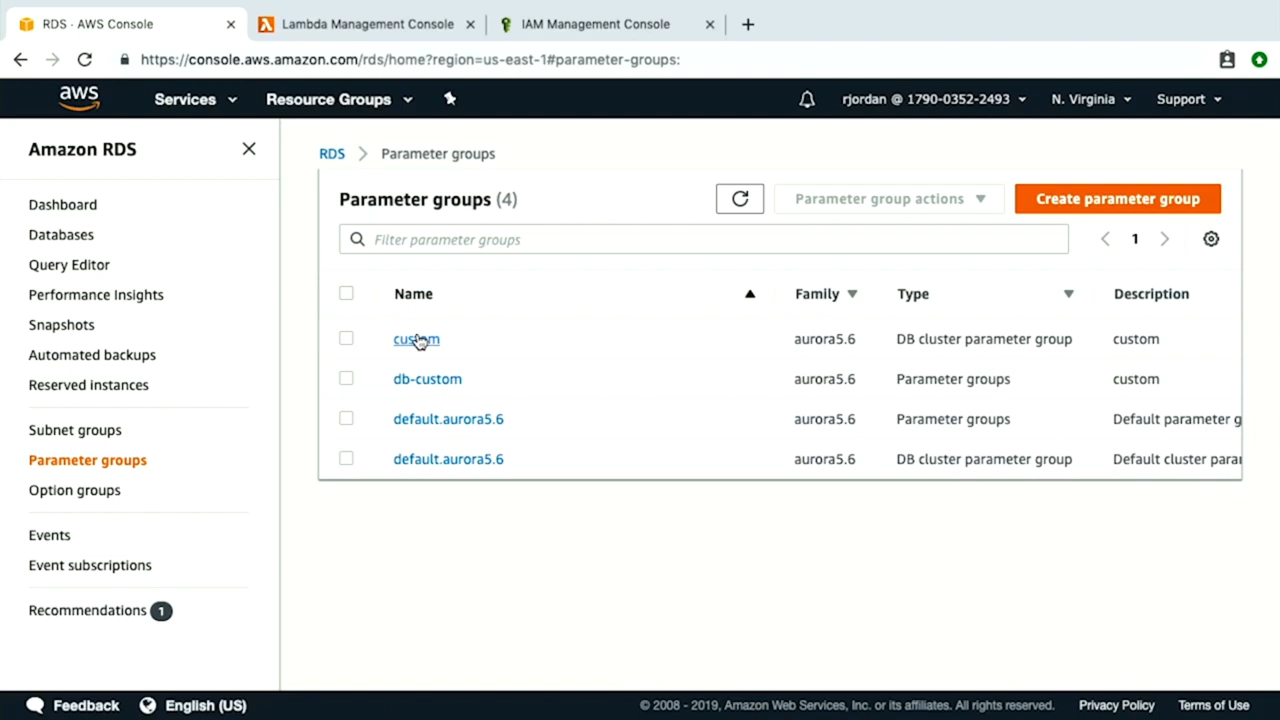 RDS · AWS Console
Lambda Management Console
IAM Management Console
https://console.aws.amazon.com/rds/home?region=us-east-1#parameter-groups:
aws Services Resource Groups rjordan @ 1790-0352-2493 N. Virginia Support
Amazon RDS
Dashboard
Databases
Query Editor
Performance Insights
Snapshots
Automated backups
Reserved instances
Subnet groups
Parameter groups
Option groups
Events
Event subscriptions
Recommendations 1
RDS > Parameter groups
Parameter groups (4) Parameter group actions Create parameter group
Filter parameter groups 1
Name Family Type Description
custom aurora5.6 DB cluster parameter group custom
db-custom aurora5.6 Parameter groups custom
default.aurora5.6 aurora5.6 Parameter groups Default parameter g
default.aurora5.6 aurora5.6 DB cluster parameter group Default cluster para
Feedback English (US) © 2008 - 2019, Amazon Web Services, Inc. or its affiliates. All rights reserved. Privacy Policy Terms of Use